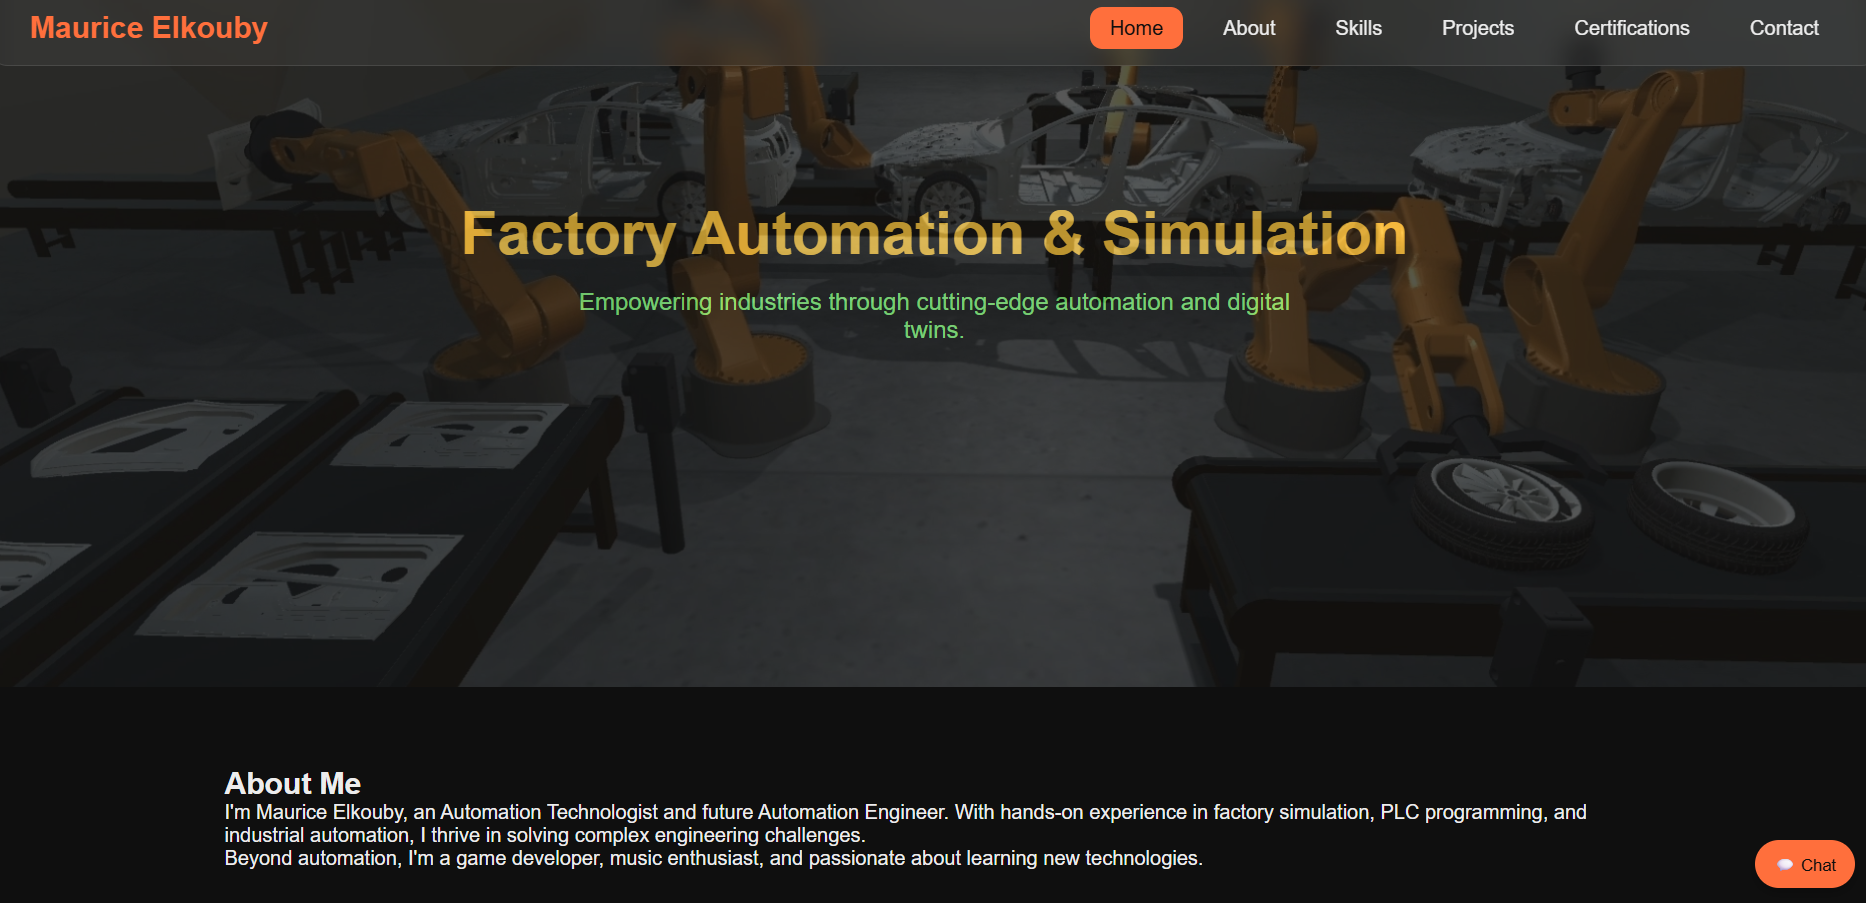 Maurice Elkouby
Home
About
Skills
Projects
Certifications
Contact
Factory Automation & Simulation
Empowering industries through cutting-edge automation and digital
twins.
About Me
I'm Maurice Elkouby, an Automation Technologist and future Automation Engineer. With hands-on experience in factory simulation, PLC programming, and
industrial automation, I thrive in solving complex engineering challenges.
Beyond automation, I'm a game developer, music enthusiast, and passionate about learning new technologies.
Chat